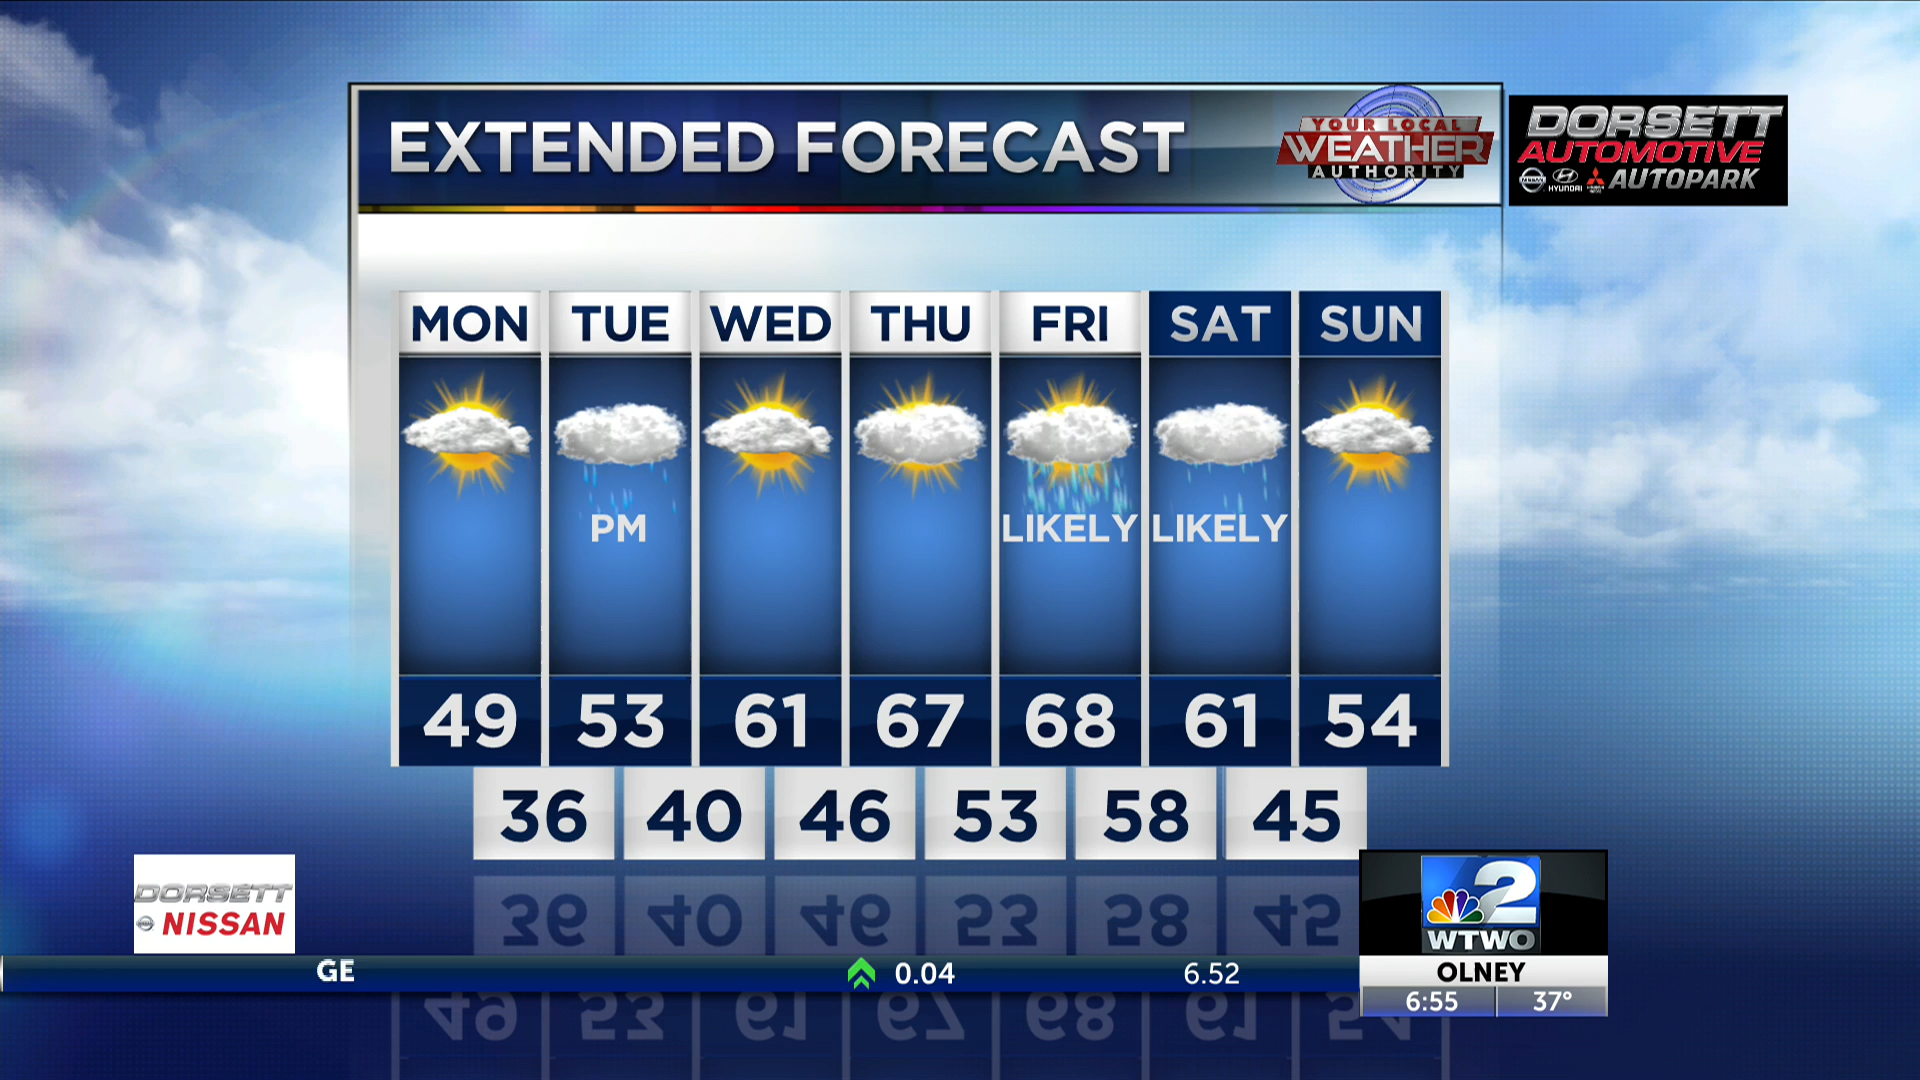 EXTENDED FORECAST
YOUR LOCAL
WEATHER
AUTHORITY
DORSETT
AUTOMOTIVE
NISSAN HYUNDAI AUTOPARK
MON TUE WED THU FRI SAT SUN
PM LIKELY LIKELY
49 53 61 67 68 61 54
36 40 46 53 58 45
DORSETT
NISSAN
2
WTWO
GE 0.04 6.52
OLNEY
6:55 37°